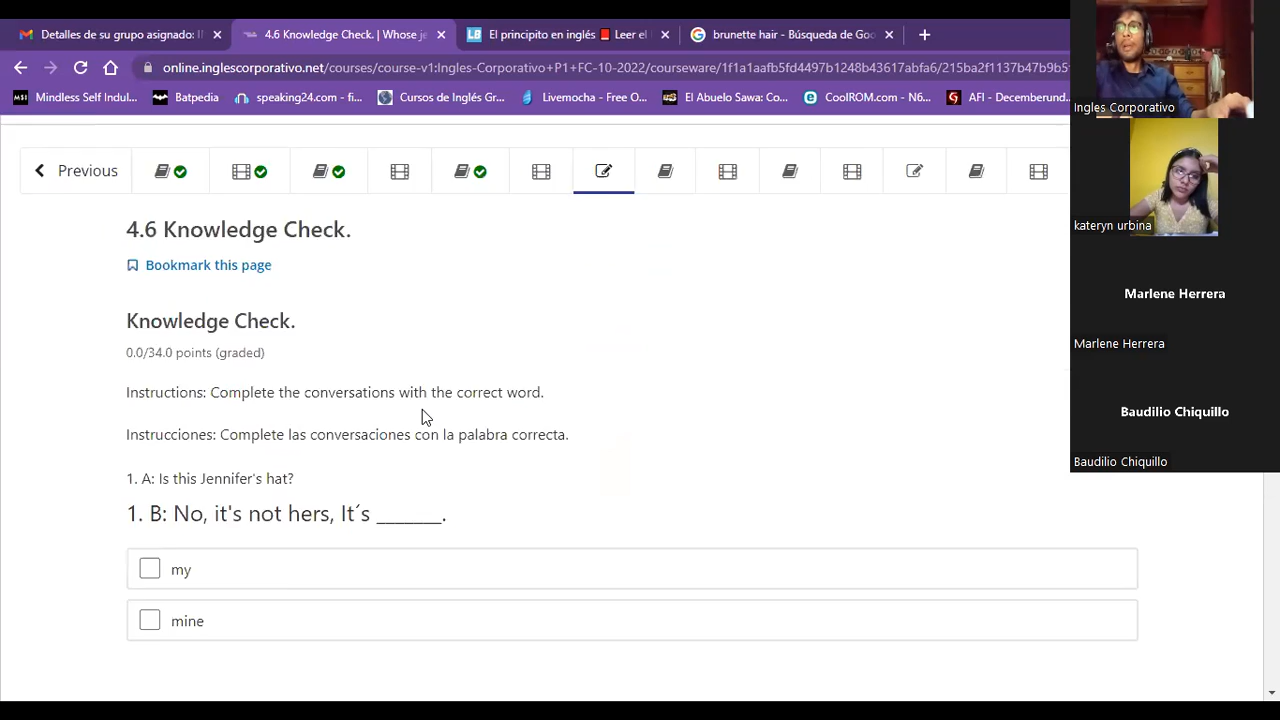 Detalles de su grupo asignado: I
4.6 Knowledge Check. | Whose je
El principito en inglés 📕 Leer el l
brunette hair - Búsqueda de Goo
online.inglescorporativo.net/courses/course-v1:Ingles-Corporativo+P1+FC-10-2022/courseware/1f1a1aafb5fd4497b1248b43617abfa6/215ba2f1137b47b9b5
Mindless Self Indul...
Batpedia
speaking24.com - fi...
Cursos de Inglés Gr...
Livemocha - Free O...
El Abuelo Sawa: Co...
CoolROM.com - N6...
AFI - Decemberund...
Previous
4.6 Knowledge Check.
Bookmark this page
Knowledge Check.
0.0/34.0 points (graded)
Instructions: Complete the conversations with the correct word.
Instrucciones: Complete las conversaciones con la palabra correcta.
1. A: Is this Jennifer's hat?
1. B: No, it's not hers, It´s _______.
my
mine
Ingles Corporativo
kateryn urbina
Marlene Herrera
Marlene Herrera
Baudilio Chiquillo
Baudilio Chiquillo